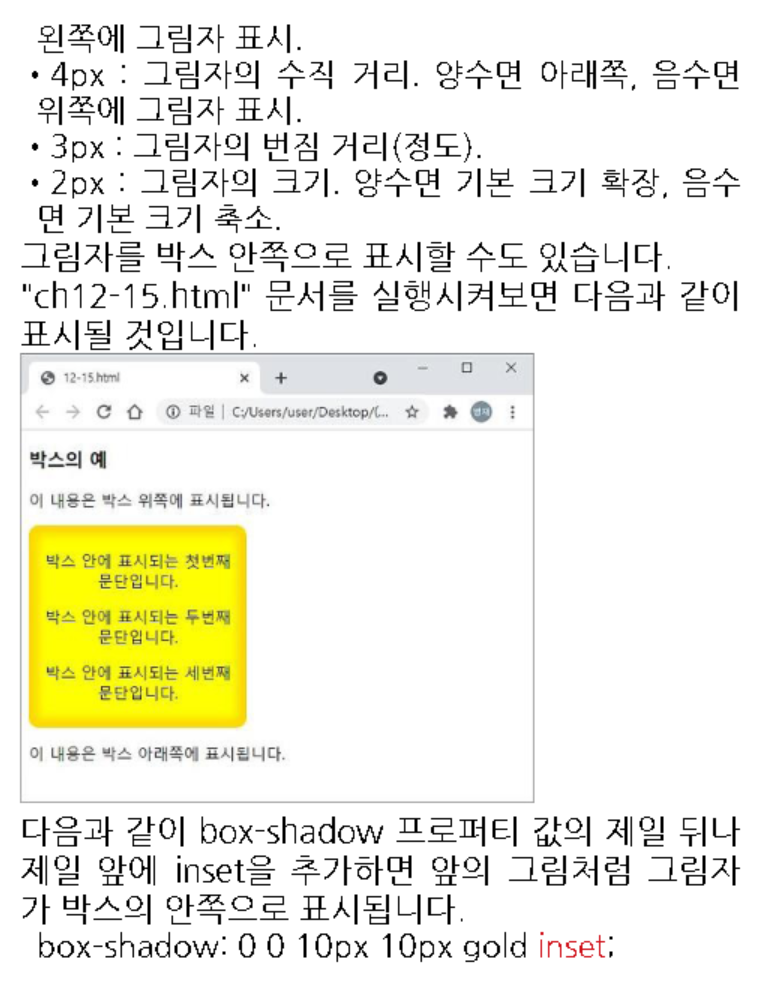 왼쪽에 그림자 표시.
• 4px : 그림자의 수직 거리. 양수면 아래쪽, 음수면
위쪽에 그림자 표시.
• 3px : 그림자의 번짐 거리(정도).
• 2px : 그림자의 크기. 양수면 기본 크기 확장, 음수
면 기본 크기 축소.
그림자를 박스 안쪽으로 표시할 수도 있습니다.
"ch12-15.html" 문서를 실행시켜보면 다음과 같이
표시될 것입니다.
12-15.html
파일 | C:/Users/user/Desktop/(...
박스의 예
이 내용은 박스 위쪽에 표시됩니다.
박스 안에 표시되는 첫번째
문단입니다.
박스 안에 표시되는 두번째
문단입니다.
박스 안에 표시되는 세번째
문단입니다.
이 내용은 박스 아래쪽에 표시됩니다.
다음과 같이 box-shadow 프로퍼티 값의 제일 뒤나
제일 앞에 inset을 추가하면 앞의 그림처럼 그림자
가 박스의 안쪽으로 표시됩니다.
box-shadow: 0 0 10px 10px gold inset;